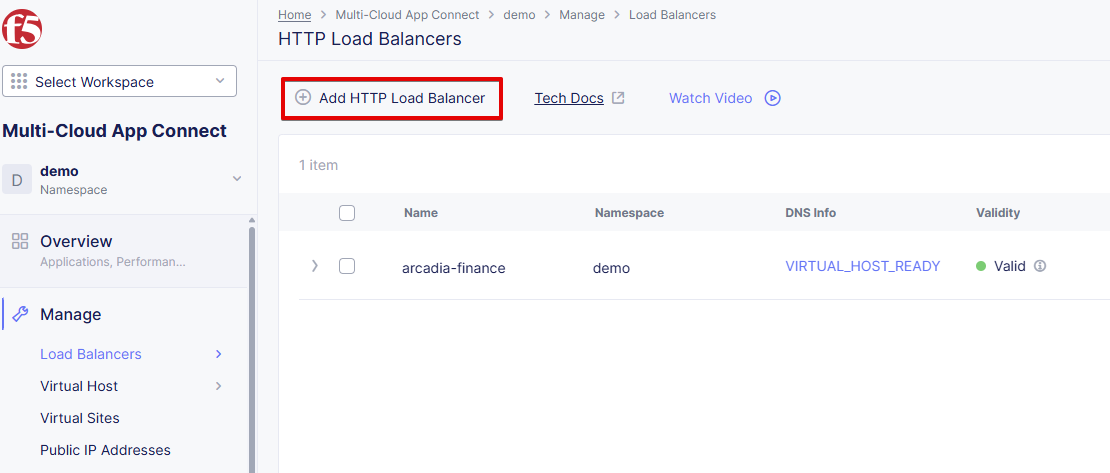 f5
Home > Multi-Cloud App Connect > demo > Manage > Load Balancers
HTTP Load Balancers
Select Workspace
Add HTTP Load Balancer
Tech Docs
Watch Video
Multi-Cloud App Connect
D
demo
Namespace
1 item
Name
Namespace
DNS Info
Validity
arcadia-finance
demo
VIRTUAL_HOST_READY
Valid
Overview
Applications, Performan...
Manage
Load Balancers
Virtual Host
Virtual Sites
Public IP Addresses